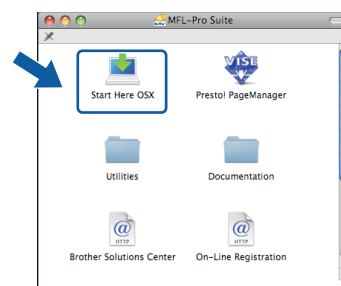 MFL-Pro Suite
VISE
Start Here OSX
Presto! PageManager
Utilities
Documentation
@
HTTP
@
HTTP
Brother Solutions Center
On-Line Registration